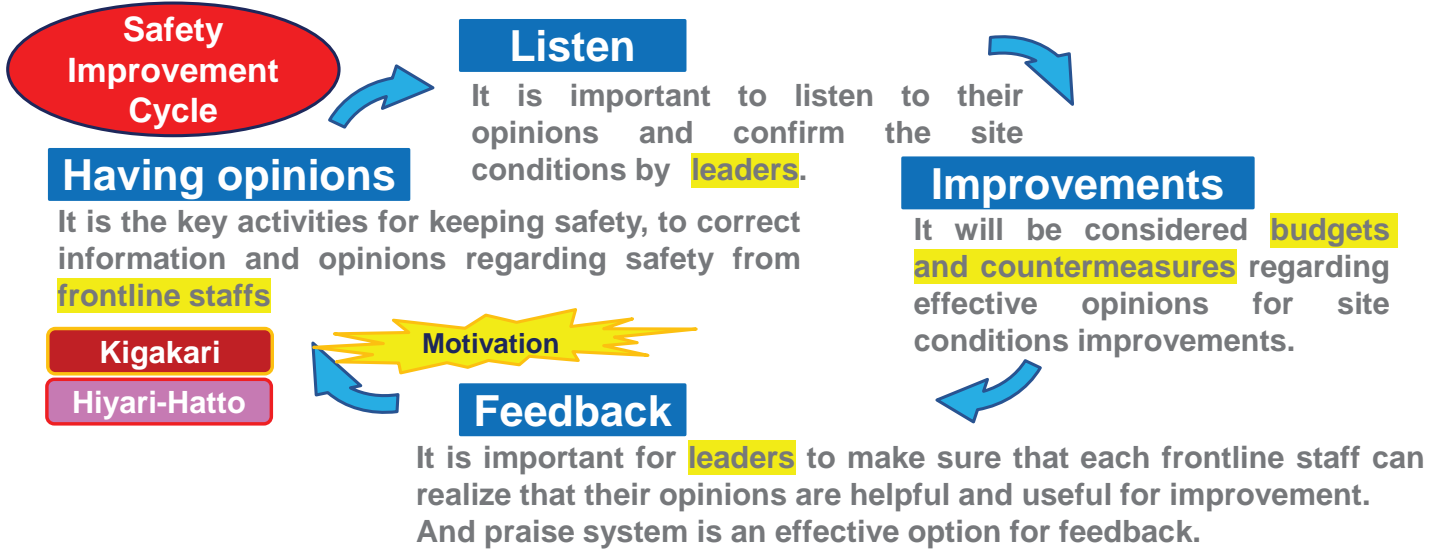 Safety
Improvement
Cycle
Listen
It is important to listen to their
opinions and confirm the site
conditions by leaders.
Having opinions
It is the key activities for keeping safety, to correct
information and opinions regarding safety from
frontline staffs
Kigakari
Hiyari-Hatto
Improvements
It will be considered budgets
and countermeasures regarding
effective opinions for site
conditions improvements.
Motivation
Feedback
It is important for leaders to make sure that each frontline staff can
realize that their opinions are helpful and useful for improvement.
And praise system is an effective option for feedback.